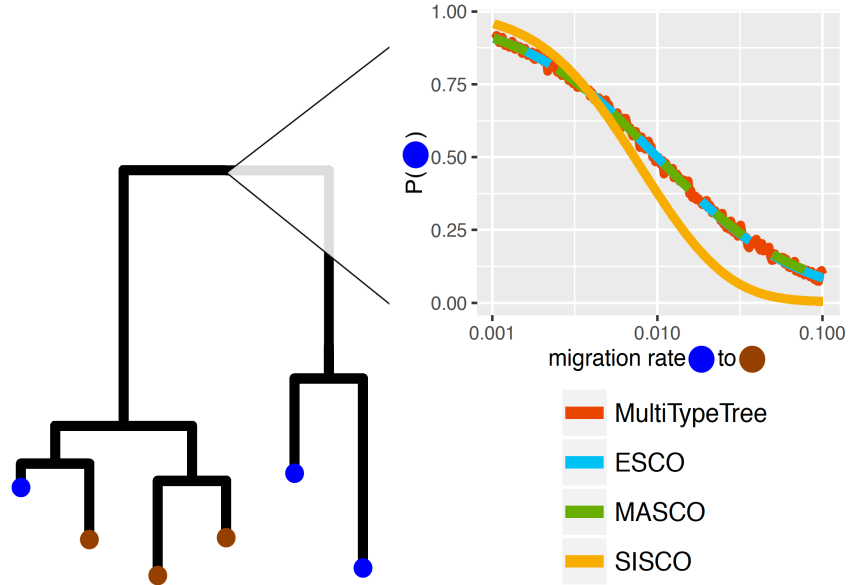 1.00
0.75
0.50
0.25
0.00
P( )
0.001 0.010 0.100
migration rate to
MultiTypeTree
ESCO
MASCO
SISCO